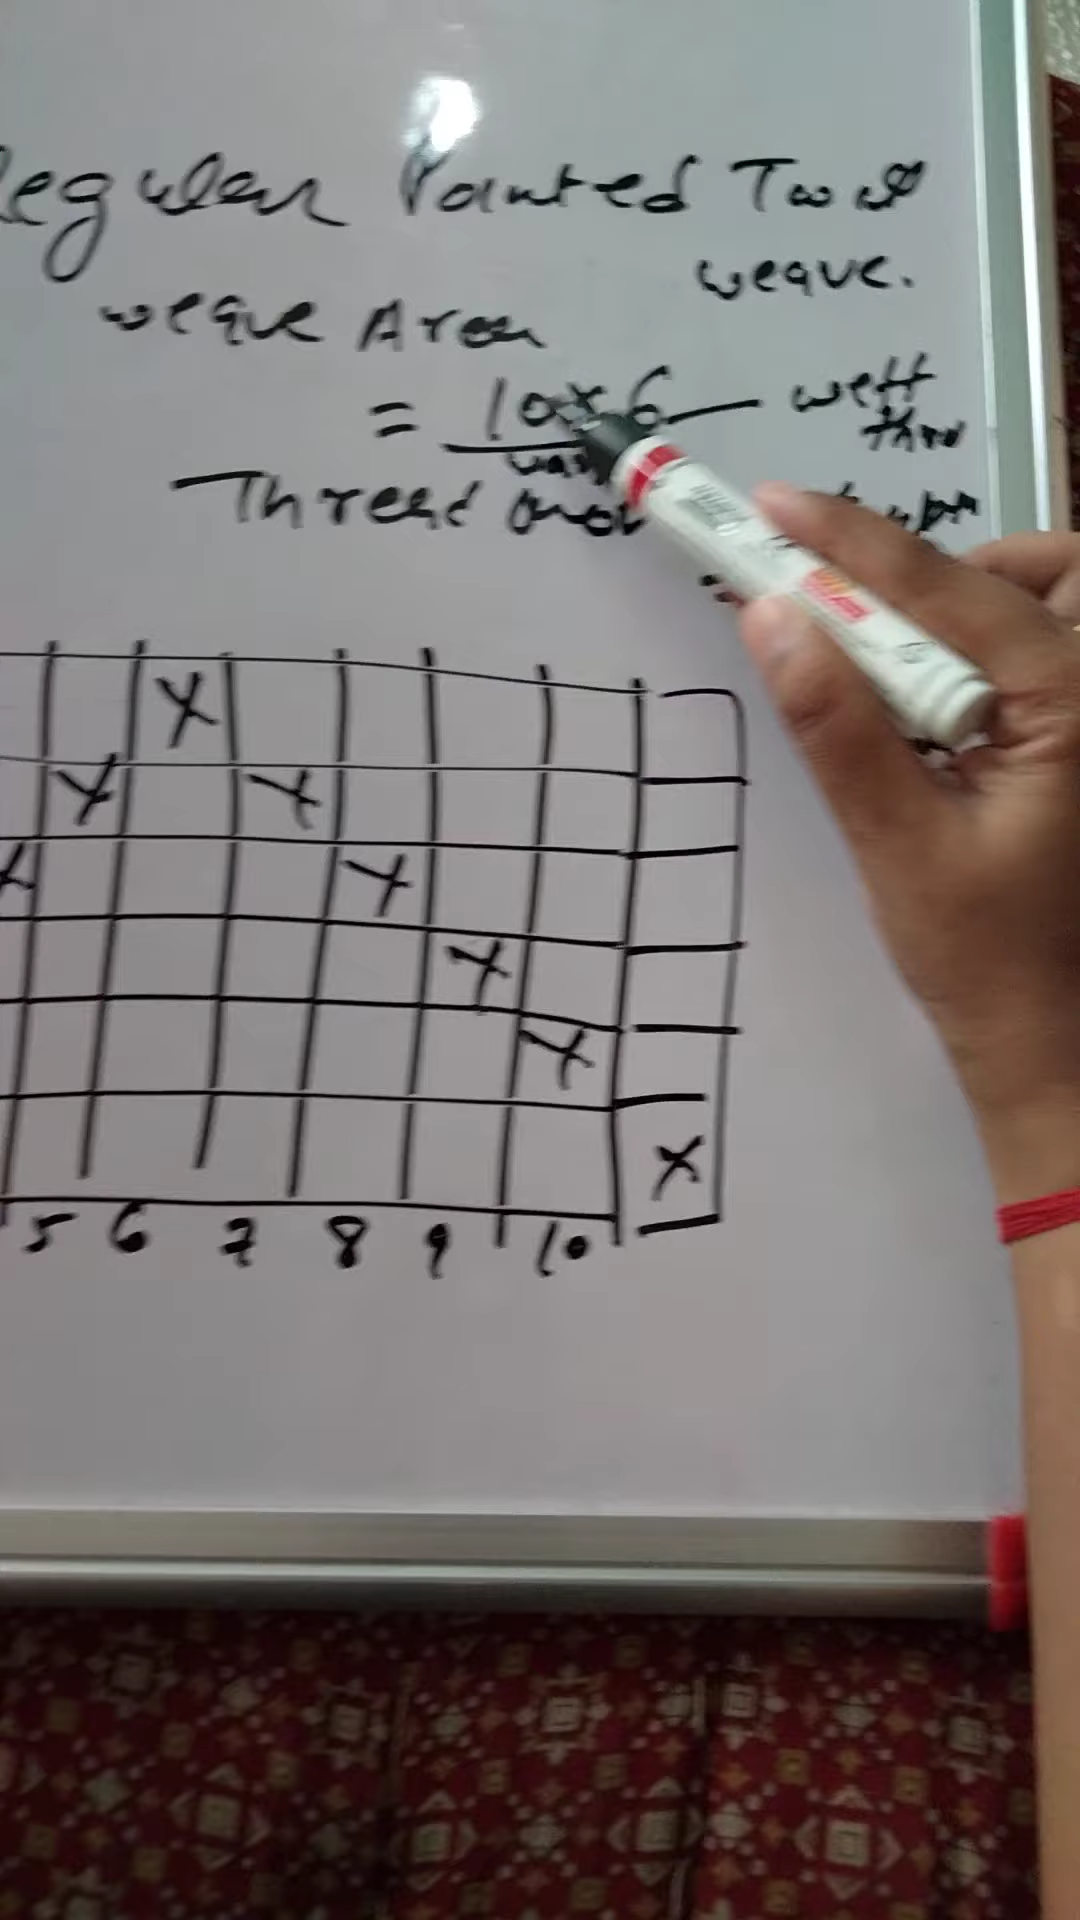 Regular Pointed Twill
weave.
weave Area
= 10x6 — weft
thread
Thread
X
X X
X X
X
X
X
5 6 7 8 9 10